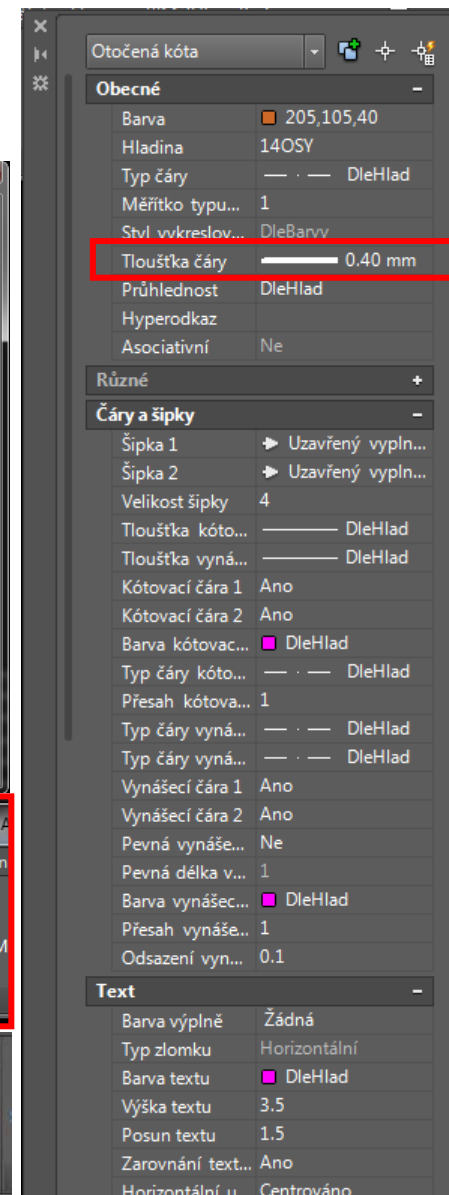 Otočená kóta
Obecné
Barva 205,105,40
Hladina 14OSY
Typ čáry DleHlad
Měřítko typu... 1
Styl vykreslov... DleBarvy
Tloušťka čáry 0.40 mm
Průhlednost DleHlad
Hyperodkaz
Asociativní Ne
Různé
Čáry a šipky
Šipka 1 Uzavřený vypln...
Šipka 2 Uzavřený vypln...
Velikost šipky 4
Tloušťka kóto... DleHlad
Tloušťka vyná... DleHlad
Kótovací čára 1 Ano
Kótovací čára 2 Ano
Barva kótovac... DleHlad
Typ čáry kóto... DleHlad
Přesah kótova... 1
Typ čáry vyná... DleHlad
Typ čáry vyná... DleHlad
Vynášecí čára 1 Ano
Vynášecí čára 2 Ano
Pevná vynáše... Ne
Pevná délka v... 1
Barva vynášec... DleHlad
Přesah vynáše... 1
Odsazení vyn... 0.1
Text
Barva výplně Žádná
Typ zlomku Horizontální
Barva textu DleHlad
Výška textu 3.5
Posun textu 1.5
Zarovnání text... Ano
Horizontální u... Centrováno